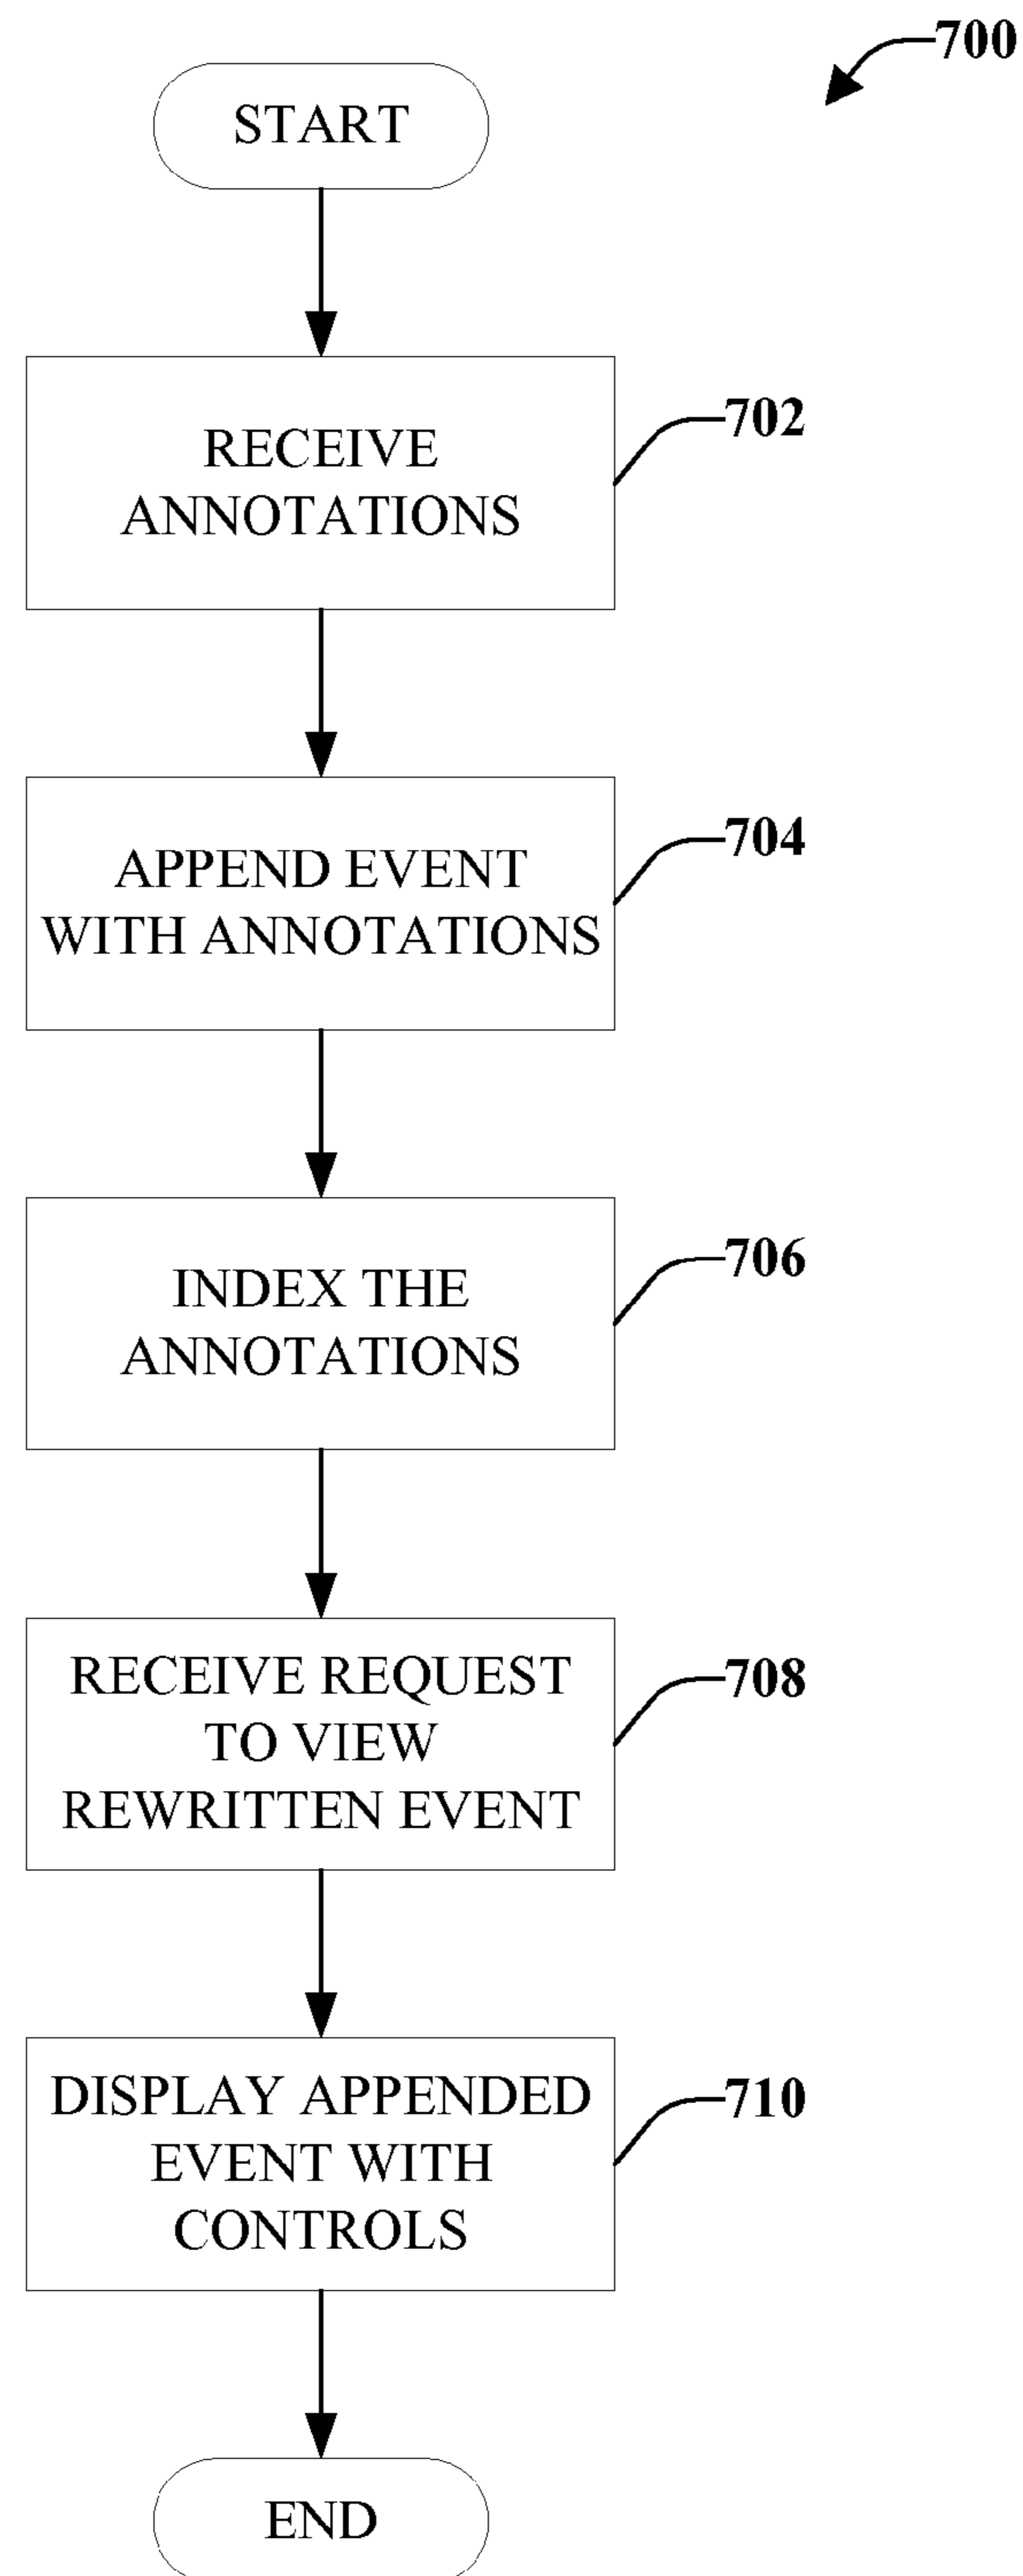 700
START
RECEIVE
ANNOTATIONS
702
APPEND EVENT
WITH ANNOTATIONS
704
INDEX THE
ANNOTATIONS
706
RECEIVE REQUEST
TO VIEW
REWRITTEN EVENT
708
DISPLAY APPENDED
EVENT WITH
CONTROLS
710
END